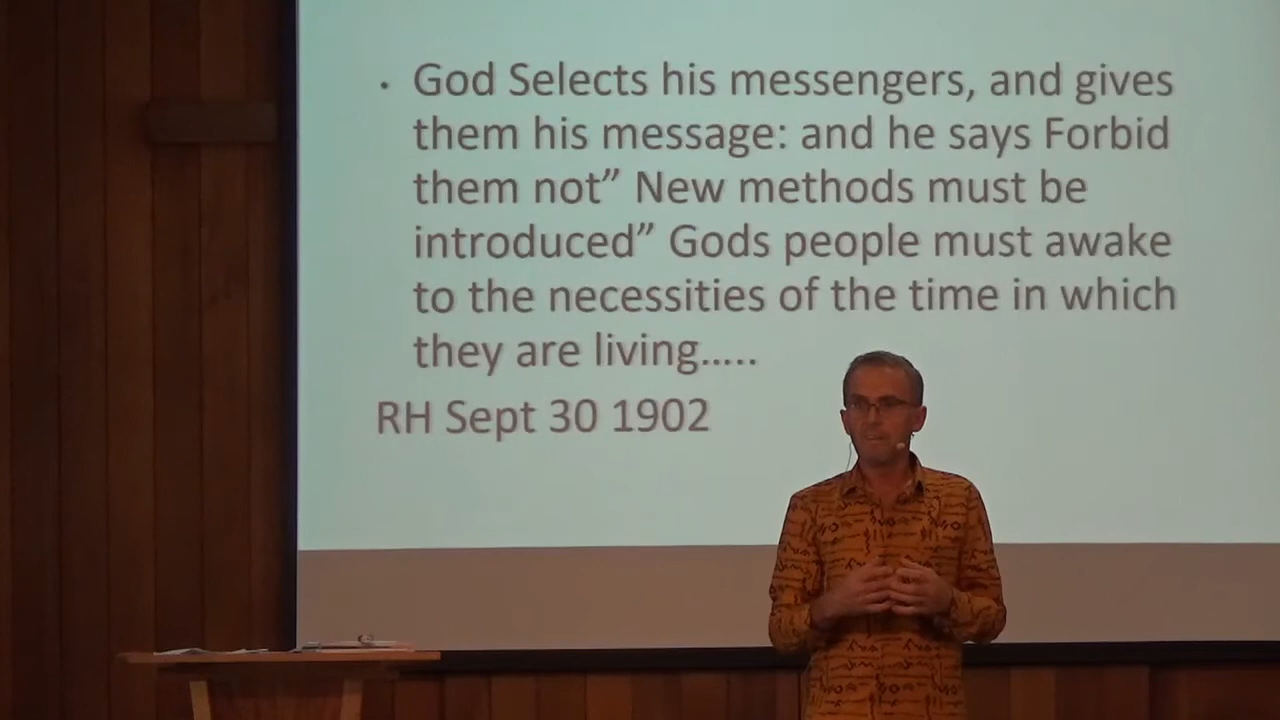 · God Selects his messengers, and gives
them his message: and he says Forbid
them not” New methods must be
introduced” Gods people must awake
to the necessities of the time in which
they are living.....
RH Sept 30 1902